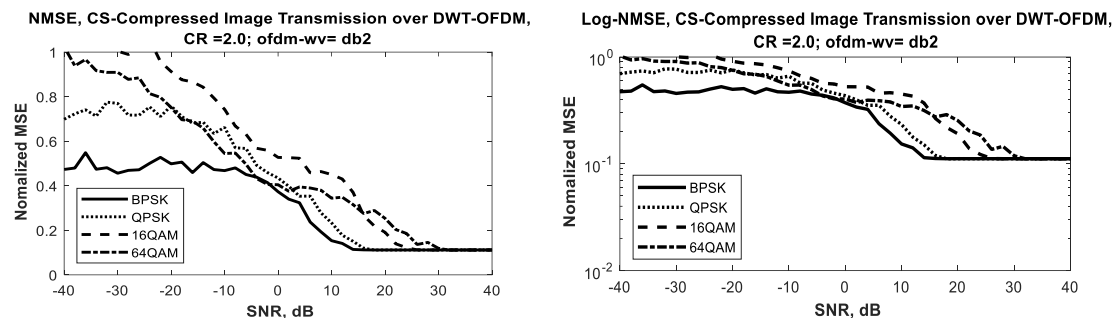 NMSE, CS-Compressed Image Transmission over DWT-OFDM,
CR =2.0; ofdm-wv= db2
Nomalized MSE
1
0.8
0.6
0.4
0.2
0
BPSK
QPSK
16QAM
64QAM
-40 -30 -20 -10 0 10 20 30 40
SNR, dB
Log-NMSE, CS-Compressed Image Transmission over DWT-OFDM,
CR =2.0; ofdm-wv= db2
Nomalized MSE
10^0
10^-1
10^-2
BPSK
QPSK
16QAM
64QAM
-40 -30 -20 -10 0 10 20 30 40
SNR, dB